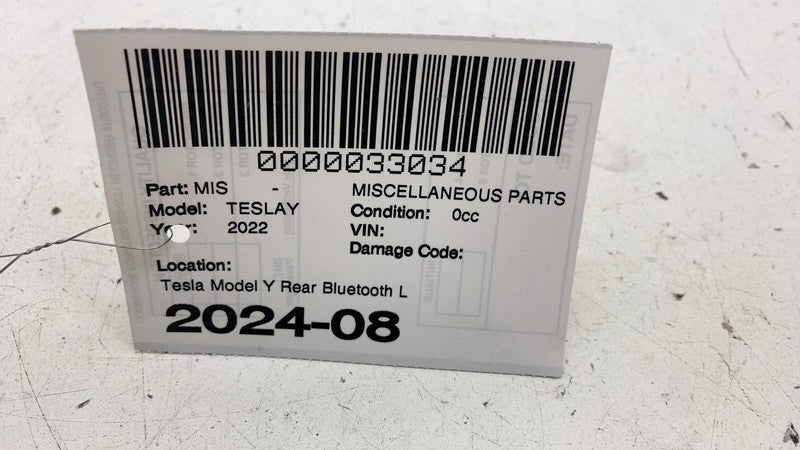 0000033034
Part: MIS - MISCELLANEOUS PARTS
Model: TESLAY Condition: 0cc
Year: 2022 VIN:
Damage Code:
Location:
Tesla Model Y Rear Bluetooth L
2024-08